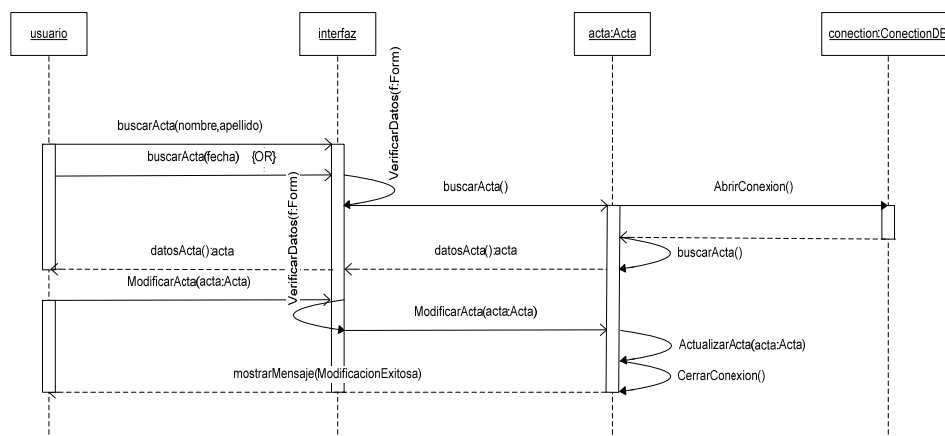 usuario
interfaz
acta:Acta
conection:ConectionDE
VerificarDatos(f:Form)
buscarActa(nombre,apellido)
buscarActa(fecha) {OR}
buscarActa()
AbrirConexion()
VerificarDatos(f:Form)
datosActa():acta
datosActa():acta
buscarActa()
ModificarActa(acta:Acta)
ModificarActa(acta:Acta)
ActualizarActa(acta:Acta)
mostrarMensaje(ModificacionExitosa)
CerrarConexion()